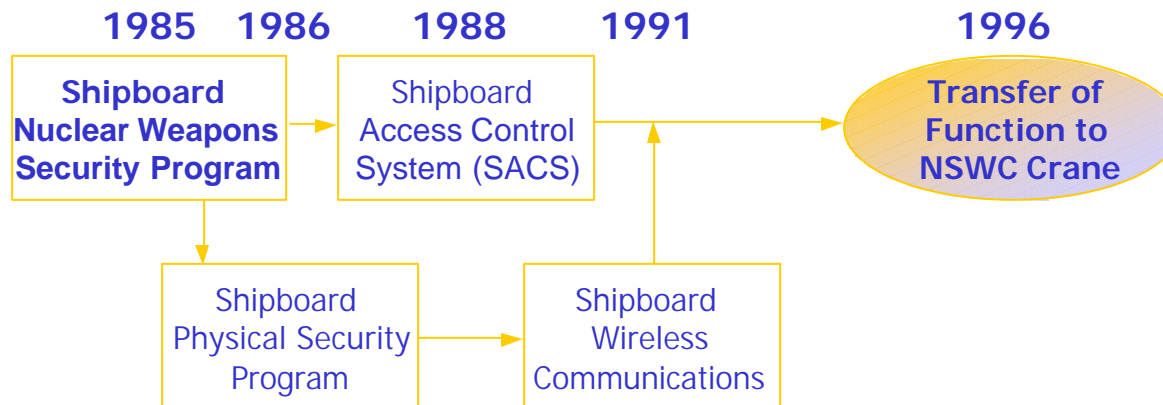 1985 1986 1988 1991 1996
Shipboard
Nuclear Weapons
Security Program
Shipboard
Access Control
System (SACS)
Transfer of
Function to
NSWC Crane
Shipboard
Physical Security
Program
Shipboard
Wireless
Communications